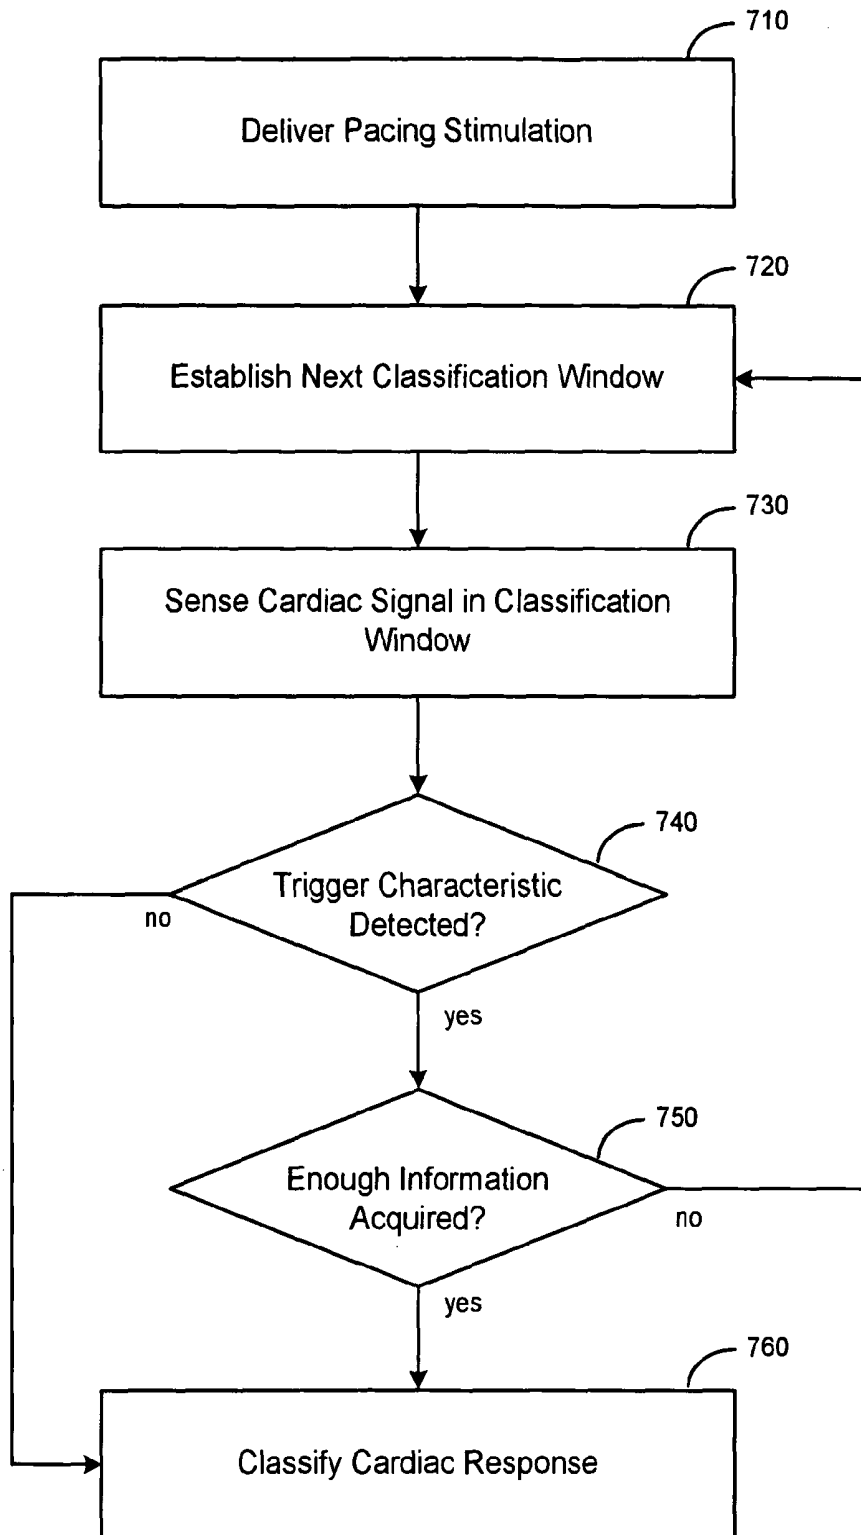 710
Deliver Pacing Stimulation
720
Establish Next Classification Window
730
Sense Cardiac Signal in Classification
Window
740
Trigger Characteristic
Detected?
no
yes
750
Enough Information
Acquired?
no
yes
760
Classify Cardiac Response